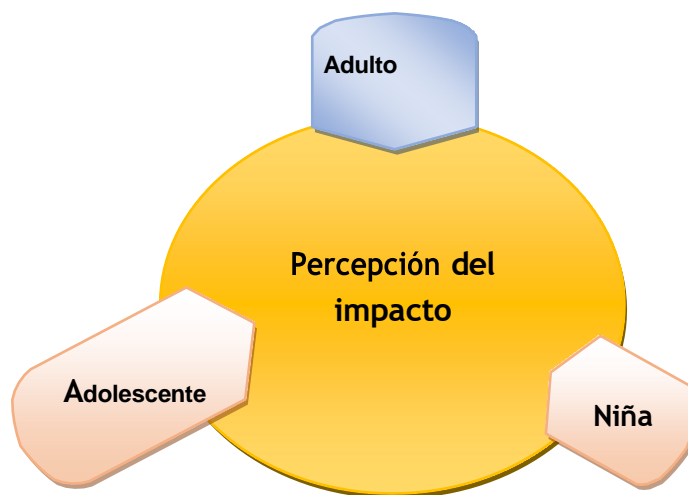 Adulto
Percepción del
impacto
Adolescente
Niña